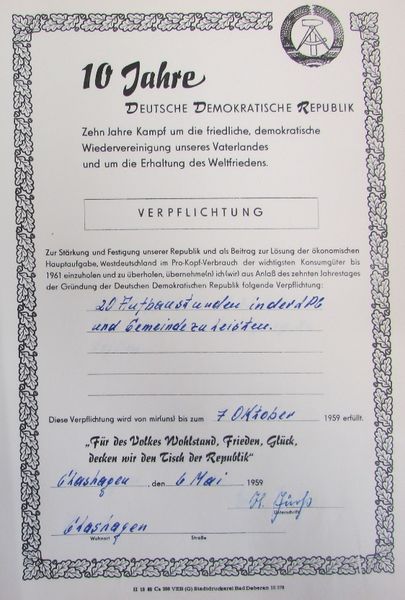 10 Jahre
DEUTSCHE DEMOKRATISCHE REPUBLIK
Zehn Jahre Kampf um die friedliche, demokratische
Wiedervereinigung unseres Vaterlandes
und um die Erhaltung des Weltfriedens.
VERPFLICHTUNG
Zur Stärkung und Festigung unserer Republik und als Beitrag zur Lösung der ökonomischen
Hauptaufgabe, Westdeutschland im Pro-Kopf-Verbrauch der wichtigsten Konsumgüter bis
1961 einzuholen und zu überholen, übernehme(n) ich(wir) aus Anlaß des zehnten Jahrestages
der Gründung der Deutschen Demokratischen Republik folgende Verpflichtung:
20 Aufbaustunden in der LPG
und Gemeinde zu leisten.
Diese Verpflichtung wird von mir(uns) bis zum 7 Oktober 1959 erfüllt.
„Für des Volkes Wohlstand, Frieden, Glück,
decken wir den Tisch der Republik"
Clashagen, den 6 Mai 1959
Unterschrift
Clashagen
Wohnort Straße